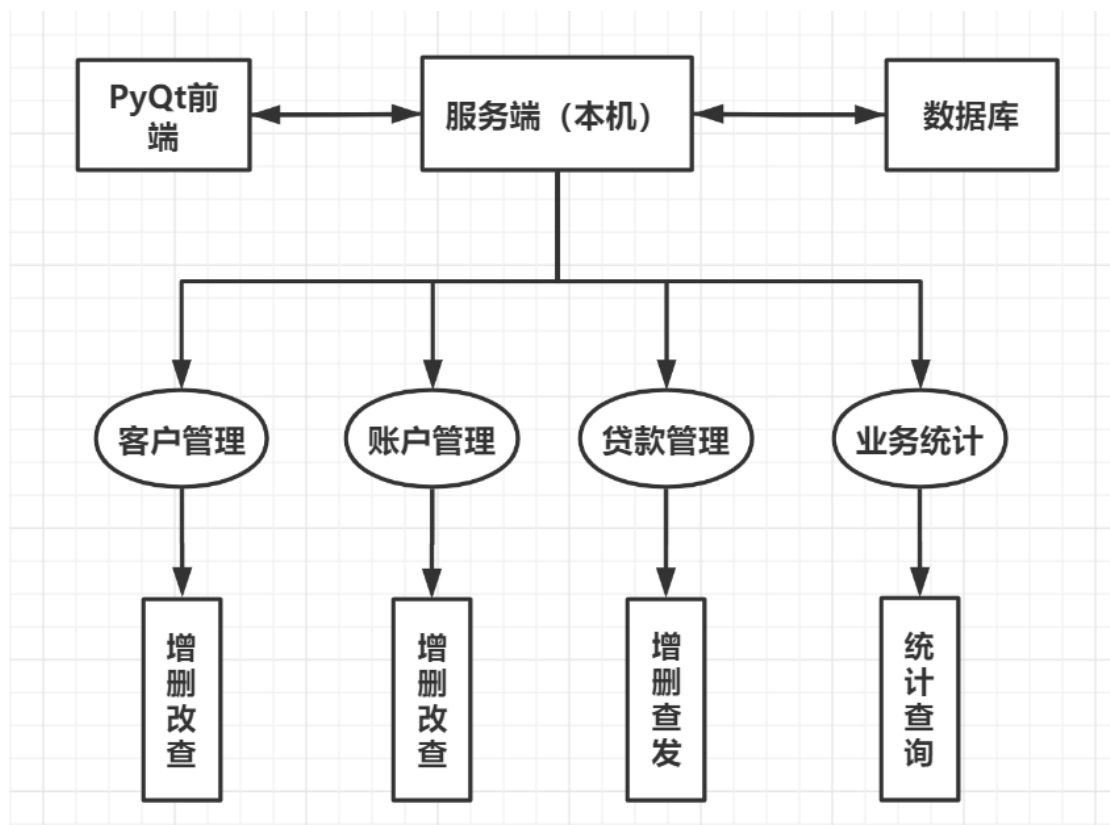 PyQt前
端
服务端（本机）
数据库
客户管理
账户管理
贷款管理
业务统计
增
删
改
查
增
删
改
查
增
删
查
发
统
计
查
询